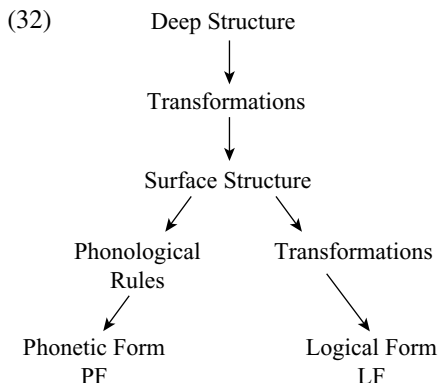 (32) Deep Structure
Transformations
Surface Structure
Phonological Transformations
Rules
Phonetic Form Logical Form
PF LF